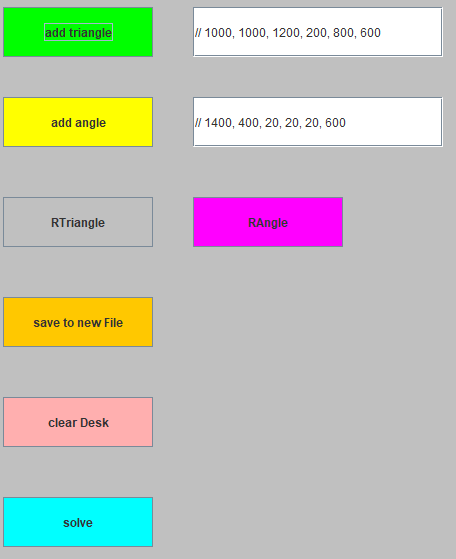 add triangle
// 1000, 1000, 1200, 200, 800, 600
add angle
// 1400, 400, 20, 20, 20, 600
RTriangle
RAngle
save to new File
clear Desk
solve